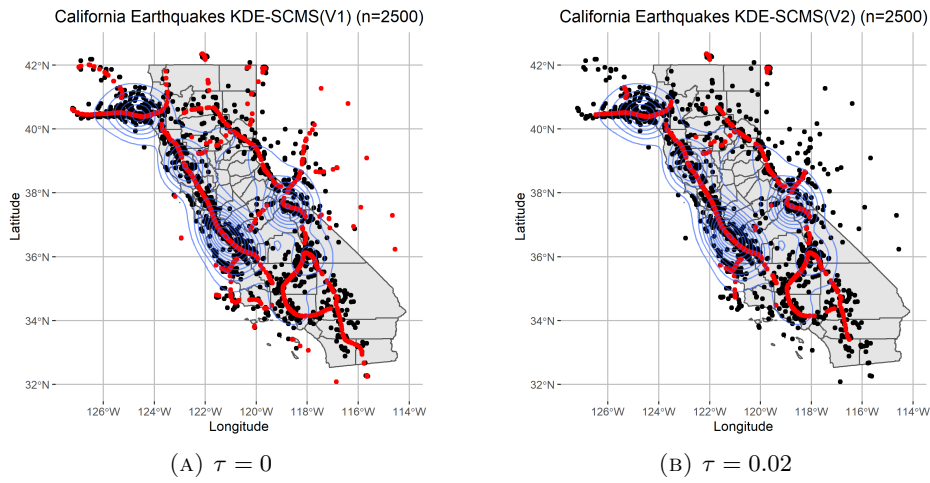 California Earthquakes KDE-SCMS(V1) (n=2500)
42°N
40°N
38°N
36°N
34°N
32°N
Latitude
126°W 124°W 122°W 120°W 118°W 116°W 114°W
Longitude
(A) τ = 0
California Earthquakes KDE-SCMS(V2) (n=2500)
42°N
40°N
38°N
36°N
34°N
32°N
Latitude
126°W 124°W 122°W 120°W 118°W 116°W 114°W
Longitude
(B) τ = 0.02